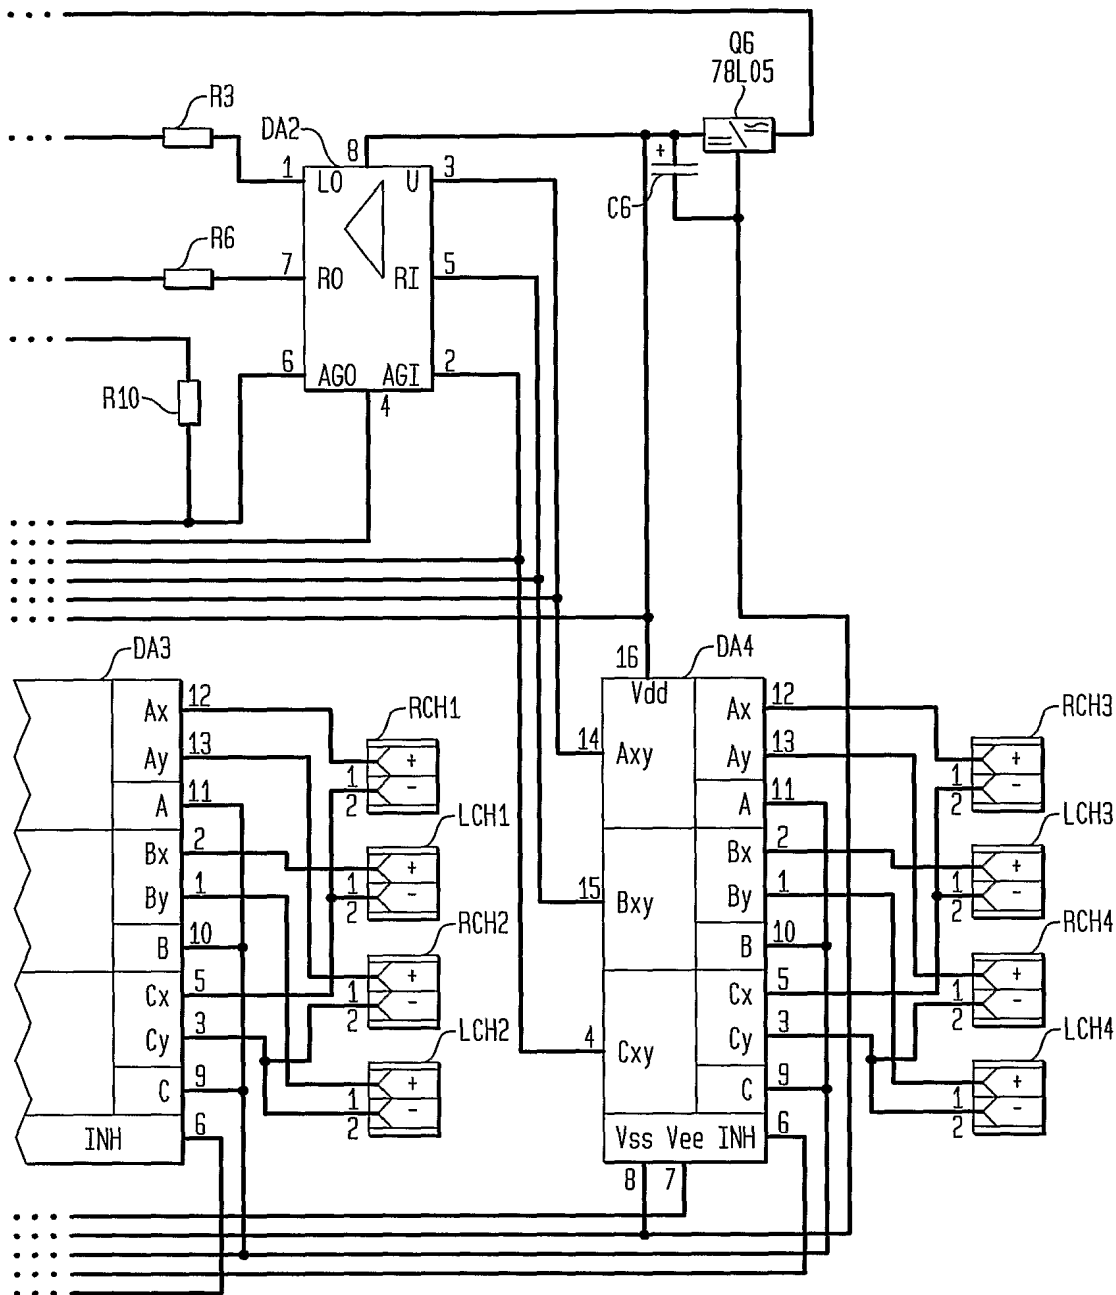 Q6
78L05
R3
DA2
8
+
C6
1
LO
U
3
R6
7
RO
RI
5
6
AGO
AGI
2
R10
4
DA3
16
DA4
Vdd
12
Ax
RCH1
13
Ay
+
1
-
2
11
A
LCH1
2
Bx
+
1
-
2
1
By
10
B
RCH2
5
Cx
+
1
-
2
3
Cy
LCH2
9
C
+
1
-
2
6
INH
14
Axy
15
Bxy
4
Cxy
12
Ax
RCH3
13
Ay
+
1
-
2
11
A
LCH3
2
Bx
+
1
-
2
1
By
10
B
RCH4
5
Cx
+
1
-
2
3
Cy
LCH4
9
C
+
1
-
2
6
Vss Vee INH
8
7